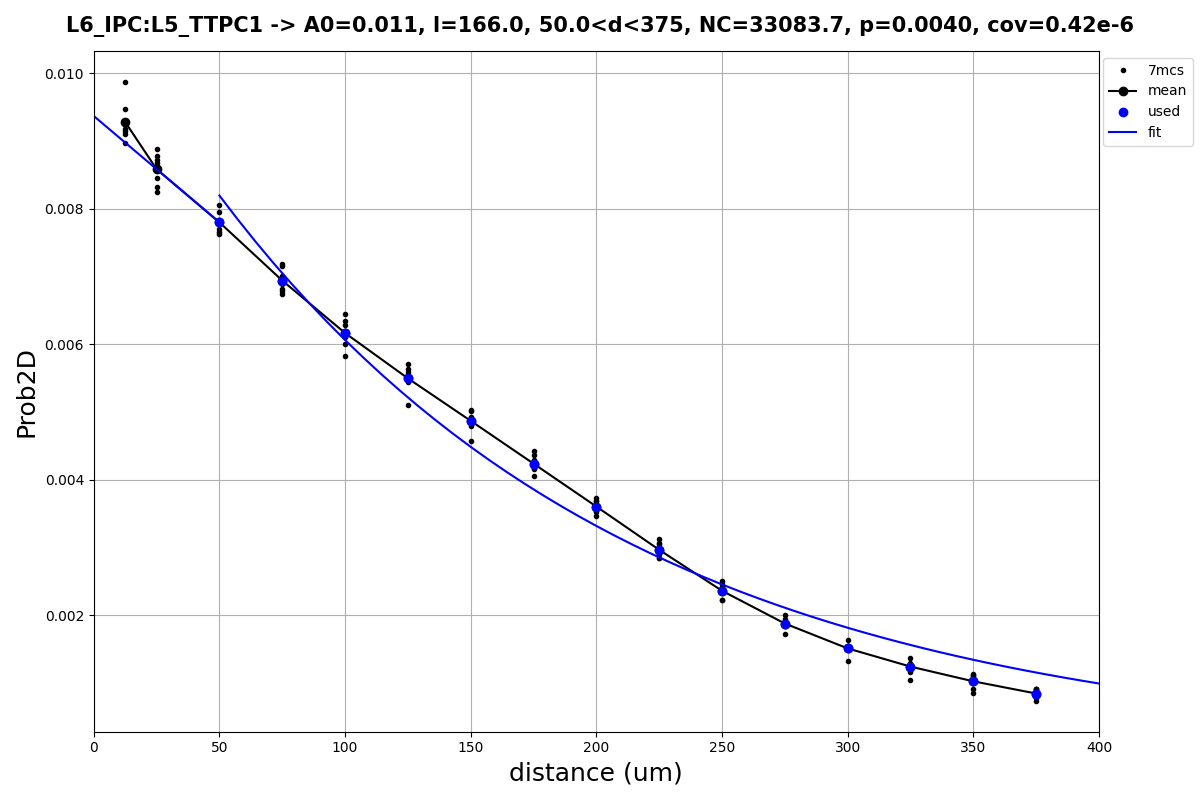 L6_IPC:L5_TTPC1 -> A0=0.011, l=166.0, 50.0<d<375, NC=33083.7, p=0.0040, cov=0.42e-6
7mcs
mean
used
fit
0.010
0.008
0.006
0.004
0.002
Prob2D
0 50 100 150 200 250 300 350 400
distance (um)